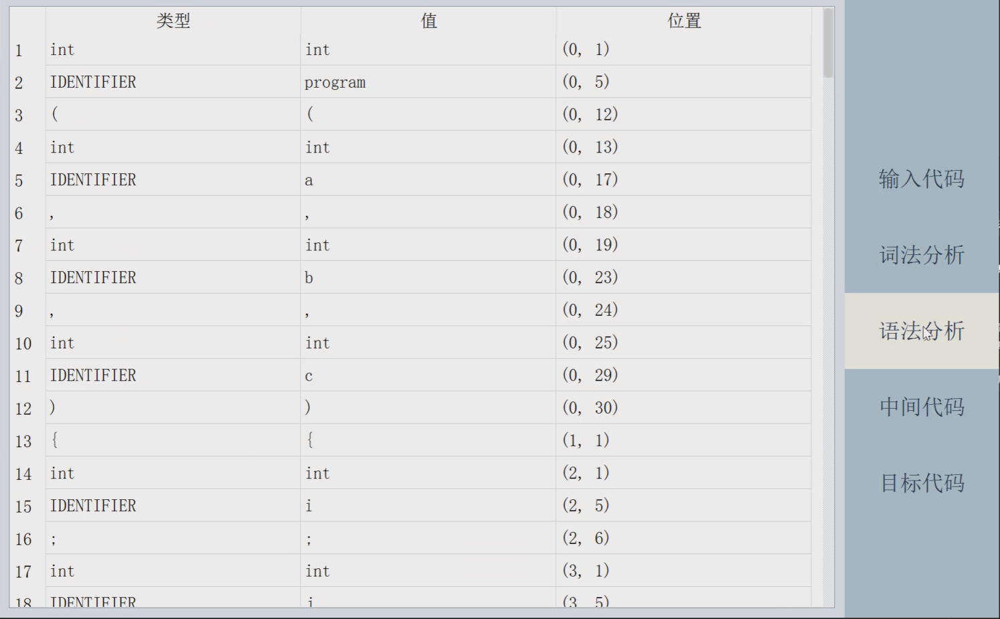 类型 值 位置
1 int int (0, 1)
2 IDENTIFIER program (0, 5)
3 ( ( (0, 12)
4 int int (0, 13)
5 IDENTIFIER a (0, 17)
6 , , (0, 18)
7 int int (0, 19)
8 IDENTIFIER b (0, 23)
9 , , (0, 24)
10 int int (0, 25)
11 IDENTIFIER c (0, 29)
12 ) ) (0, 30)
13 { { (1, 1)
14 int int (2, 1)
15 IDENTIFIER i (2, 5)
16 ; ; (2, 6)
17 int int (3, 1)
18 IDENTIFIER j (3, 5)
输入代码
词法分析
语法分析
中间代码
目标代码